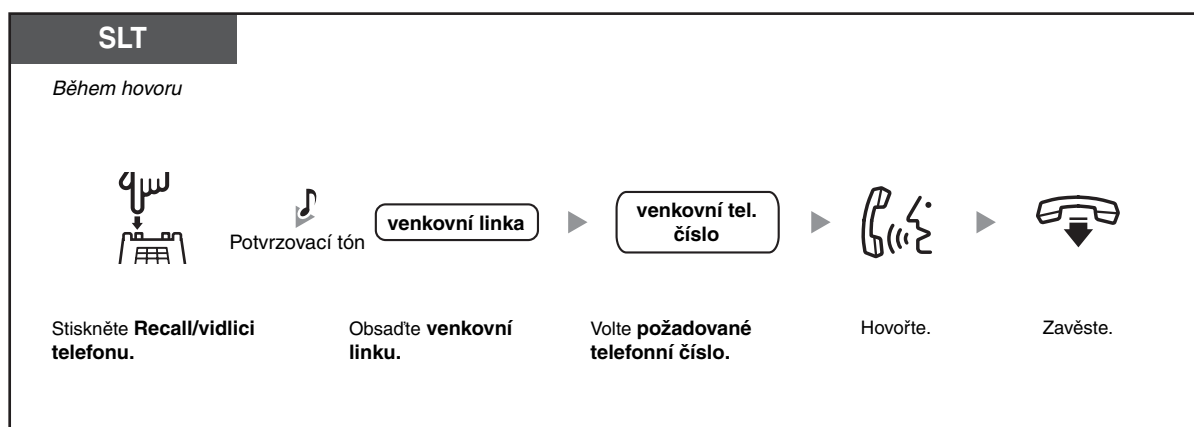 SLT
Během hovoru
Potvrzovací tón
venkovní linka
venkovní tel.
číslo
Stiskněte Recall/vidlici
telefonu.
Obsaďte venkovní
linku.
Volte požadované
telefonní číslo.
Hovořte.
Zavěste.